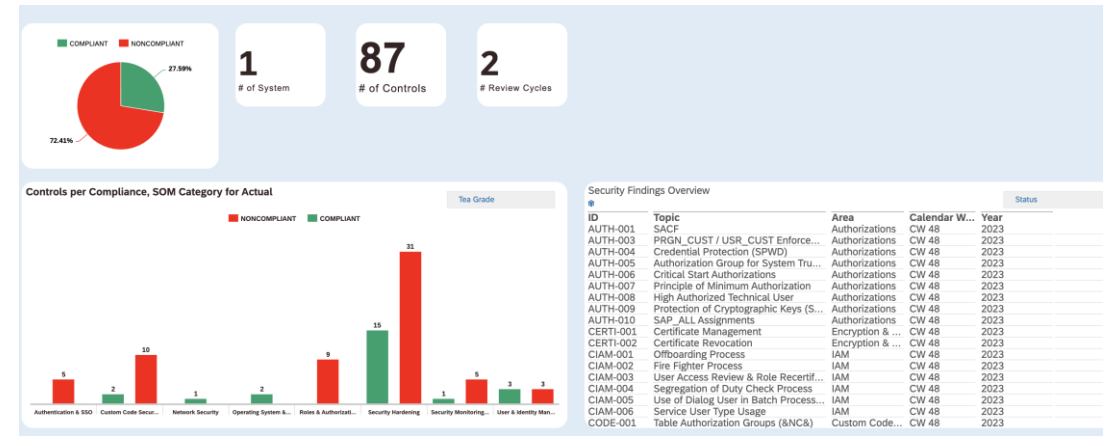 COMPLIANT NONCOMPLIANT
27.59%
72.41%
1
# of System
87
# of Controls
2
# Review Cycles
Controls per Compliance, SOM Category for Actual
Tea Grade
NONCOMPLIANT COMPLIANT
5
2
10
1
2
9
15
31
1
5
3
3
Authentication & SSO Custom Code Secur... Network Security Operating System &... Roles & Authorizati... Security Hardening Security Monitoring... User & Identity Man...
Security Findings Overview
Status
ID Topic Area Calendar W... Year
AUTH-001 SACF Authorizations CW 48 2023
AUTH-003 PRGN_CUST / USR_CUST Enforce... Authorizations CW 48 2023
AUTH-004 Credential Protection (SPWD) Authorizations CW 48 2023
AUTH-005 Authorization Group for System Tru... Authorizations CW 48 2023
AUTH-006 Critical Start Authorizations Authorizations CW 48 2023
AUTH-007 Principle of Minimum Authorization Authorizations CW 48 2023
AUTH-008 High Authorized Technical User Authorizations CW 48 2023
AUTH-009 Protection of Cryptographic Keys (S... Authorizations CW 48 2023
AUTH-010 SAP_ALL Assignments Authorizations CW 48 2023
CERTI-001 Certificate Management Encryption & ... CW 48 2023
CERTI-002 Certificate Revocation Encryption & ... CW 48 2023
CIAM-001 Offboarding Process IAM CW 48 2023
CIAM-002 Fire Fighter Process IAM CW 48 2023
CIAM-003 User Access Review & Role Recertif... IAM CW 48 2023
CIAM-004 Segregation of Duty Check Process IAM CW 48 2023
CIAM-005 Use of Dialog User in Batch Process... IAM CW 48 2023
CIAM-006 Service User Type Usage IAM CW 48 2023
CODE-001 Table Authorization Groups (&NC&) Custom Code... CW 48 2023